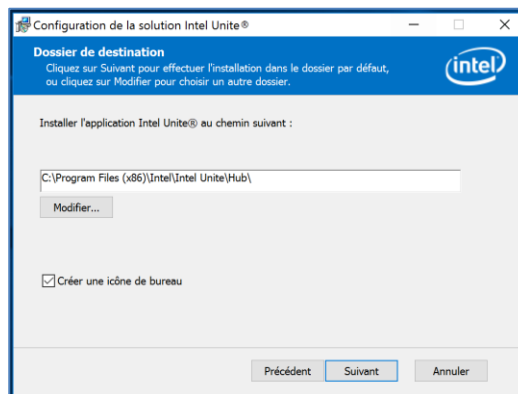 Configuration de la solution Intel Unite®
Dossier de destination
Cliquez sur Suivant pour effectuer l'installation dans le dossier par défaut,
ou cliquez sur Modifier pour choisir un autre dossier.
intel
Installer l'application Intel Unite® au chemin suivant :
C:\Program Files (x86)\Intel\Intel Unite\Hub\
Modifier...
Créer une icône de bureau
Précédent Suivant Annuler